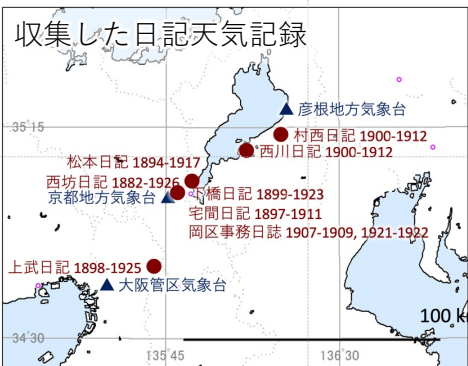 収集した日記天気記録
彦根地方気象台
35°15'
村西日記 1900-1912
西川日記 1900-1912
松本日記 1894-1917
西坊日記 1882-1926
下橋日記 1899-1923
京都地方気象台
宅間日記 1897-1911
岡区事務日誌 1907-1909, 1921-1922
上武日記 1898-1925
大阪管区気象台
100 k
34°30'
135°45'
136°30'